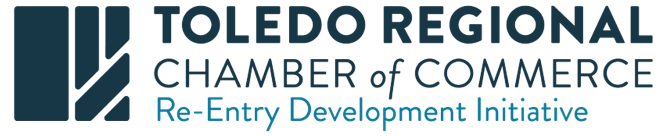 TOLEDO REGIONAL
CHAMBER of COMMERCE
Re-Entry Development Initiative